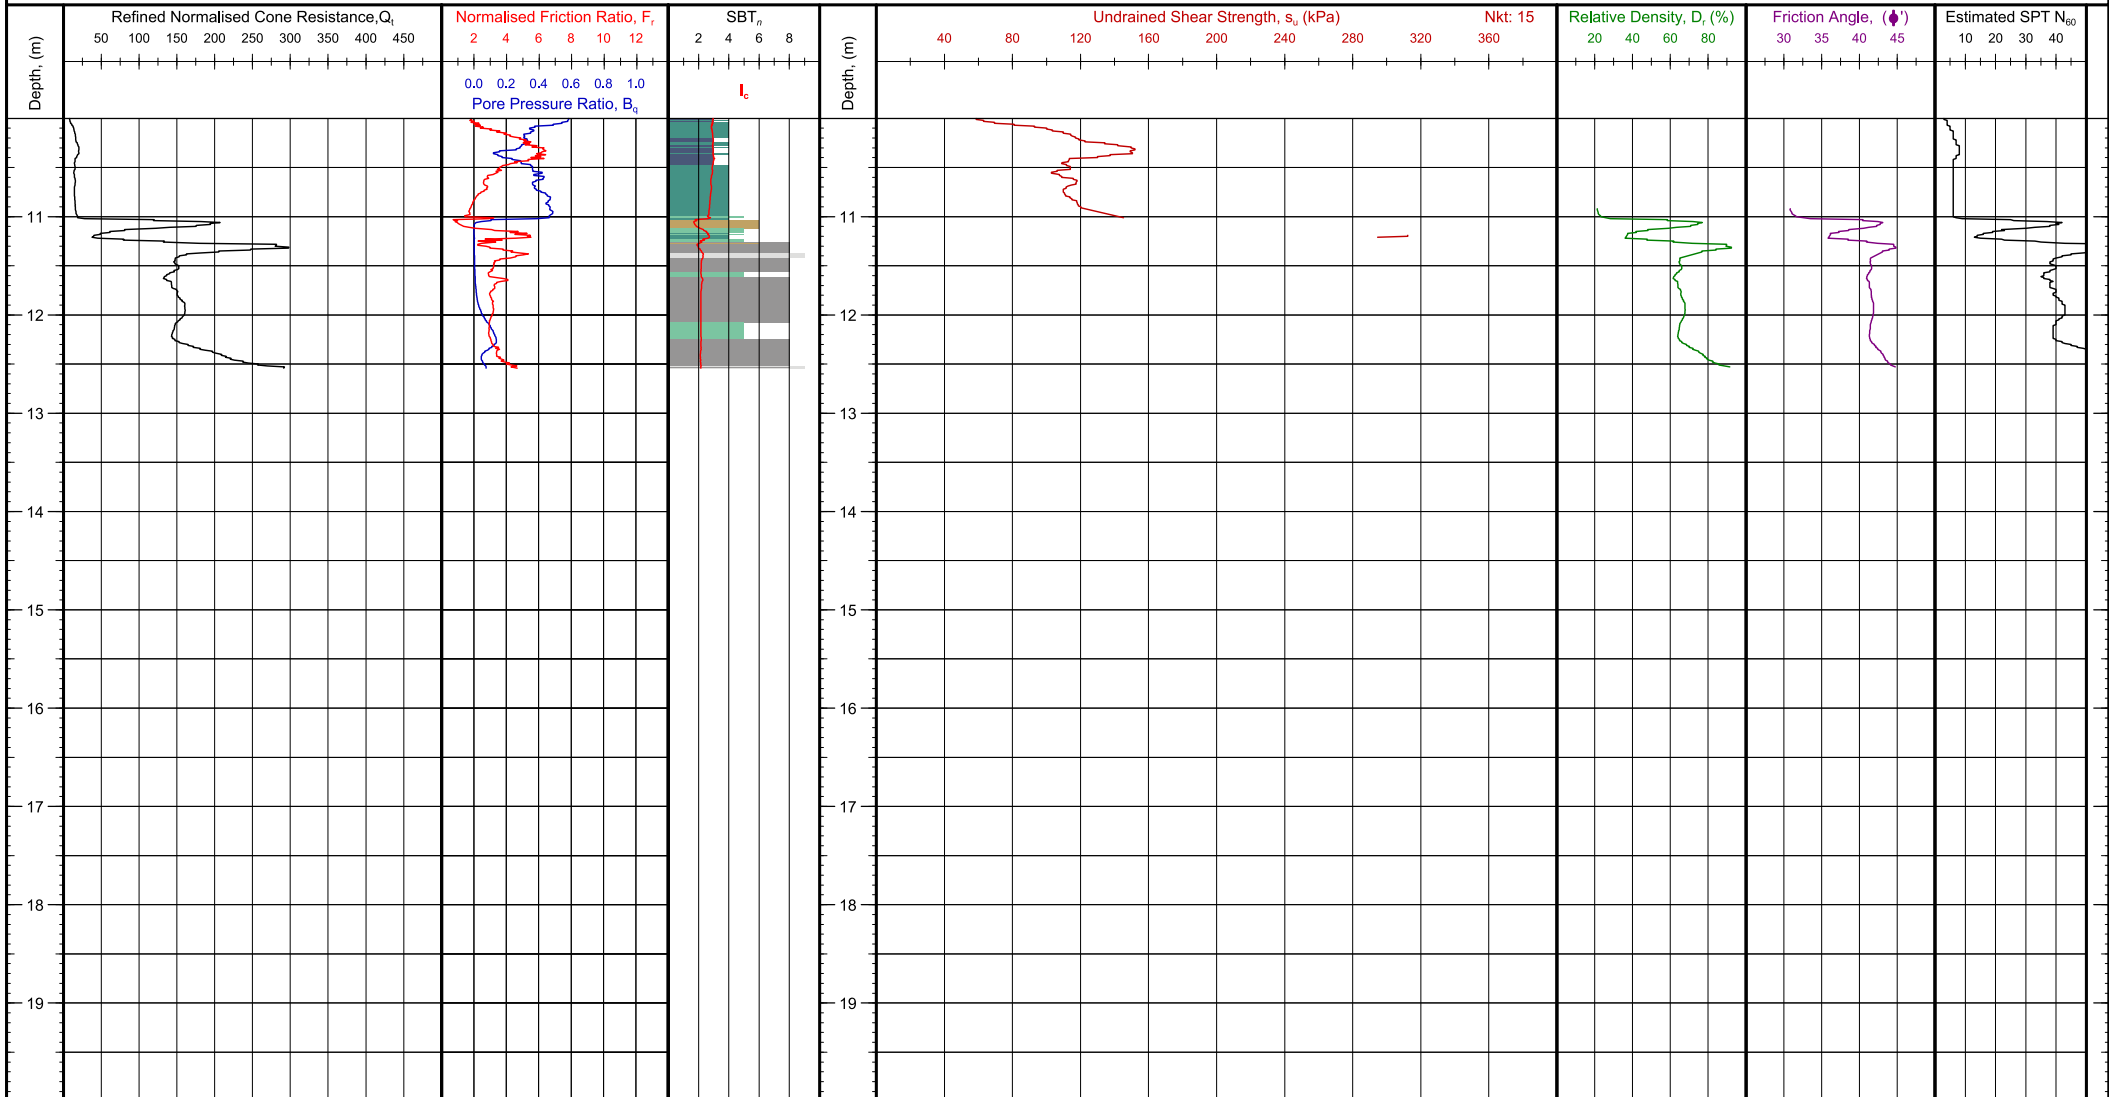 Refined Normalised Cone Resistance,Qt
Normalised Friction Ratio, Fr
SBTn
Undrained Shear Strength, su (kPa)
Nkt: 15
Relative Density, Dr (%)
Friction Angle, (ϕ')
Estimated SPT N60
50 100 150 200 250 300 350 400 450
2 4 6 8 10 12
2 4 6 8
40 80 120 160 200 240 280 320 360
20 40 60 80
30 35 40 45
10 20 30 40
Depth, (m)
0.0 0.2 0.4 0.6 0.8 1.0
Pore Pressure Ratio, Bq
Ic
Depth, (m)
11
12
13
14
15
16
17
18
19
11
12
13
14
15
16
17
18
19